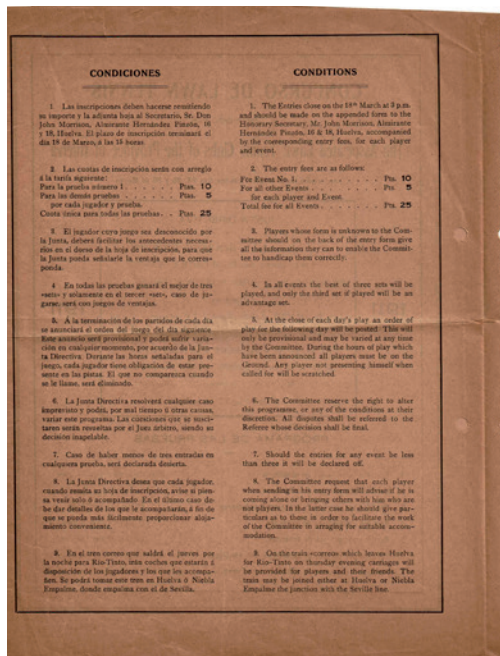 CONDICIONES
1. Las inscripciones deben hacerse remitiendo
su importe y la adjunta hoja al Secretario, Sr. Don
John Morrison, Almirante Hernández Pinzón, 16
y 18, Huelva. El plazo de inscripción terminará el
día 18 de Marzo, á las 15 horas.
2. Las cuotas de inscripción serán con arreglo
á la tarifa siguiente:
Para la prueba número 1 . . . . . Ptas. 10
Para las demás pruebas . . . . . Ptas. 5
por cada jugador y prueba.
Cuota única para todas las pruebas . . Ptas. 25
3. El jugador cuyo juego sea desconocido por
la Junta, deberá facilitar los antecedentes necesa-
rios en el dorso de la hoja de inscripción, para que
la Junta pueda señalarle la ventaja que le corres-
ponda.
4 En todas las pruebas ganará el mejor de tres
«sets» y solamente en el tercer «set», caso de ju-
garse, será con juegos de ventajas.
5. A la terminación de los partidos de cada día
se anunciará el orden del juego del día siguiente
Este anuncio será provisional y podrá sufrir varia-
ción en cualquier momento, por acuerdo de la Jun-
ta Directiva. Durante las horas señaladas para el
juego, cada jugador tiene obligación de estar pre-
sente en las pistas. El que no comparezca cuando
se le llame, será eliminado.
6. La Junta Directiva resolverá cualquier caso
imprevisto y podrá, por mal tiempo ú otras causas,
variar este programa. Las cuestiones que se susci-
taren serán resueltas por el Juez árbitro, siendo su
decisión inapelable.
7. Caso de haber menos de tres entradas en
cualquiera prueba, será declarada desierta.
8. La Junta Directiva desea que cada jugador,
cuando remita su hoja de inscripción, avise si pien-
sa venir solo ó acompañado. En el último caso de-
be dar detalles de los que le acompañarán, á fin de
que se pueda más fácilmente proporcionar aloja-
miento conveniente.
9. En el tren correo que saldrá el jueves por
la noche para Rio-Tinto, irán coches que estarán á
disposición de los jugadores y los que les acompa-
ñen. Se podrá tomar este tren en Huelva ó Niebla
Empalme, donde empalma con el de Sevilla.
CONDITIONS
1. The Entries close on the 18th March at 3 p.m.
and should be made on the appended form to the
Honorary Secretary, Mr. John Morrison, Almirante
Hernández Pinzón, 16 & 18, Huelva, accompanied
by the corresponding entry fees, for each player
and event.
2. The entry fees are as follows:
For Event No. 1. . . . . . . . . . Pts. 10
For all other Events . . . . . . . Pts 5
for each player and Event.
Total fee for all Events . . . . . Pts. 25
3. Players whose form is unknown to the Com-
mittee should on the back of the entry form give
all the information they can to enable the Commit-
tee to handicap them correctly.
4. In all events the best of three sets will be
played, and only the third set if played will be an
advantage set.
5. At the close of each day's play an order of
play for the following day will be posted. This will
only be provisional and may be varied at any time
by the Committee. During the hours of play which
have been announced all players must be on the
Ground. Any player not presenting himself when
called for will be scratched.
6. The Committee reserve the right to alter
this programme, or any of the conditions at their
discretion. All disputes shall be referred to the
Referee whose decision shall be final.
7. Should the entries for any event be less
than three it will be declared off.
8. The Committee request that each player
when sending in his entry form will advise if he is
coming alone or bringing others with him who are
not players. In the latter case he should give par-
ticulars as to these in order to facilitate the work
of the Committee in arraging for suitable accom-
modation.
9. On the train «correo» which leaves Huelva
for Rio-Tinto on thursday evening carriages will
be provided for players and their friends. The
train may be joined either at Huelva or Niebla
Empalme the junction with the Seville line.